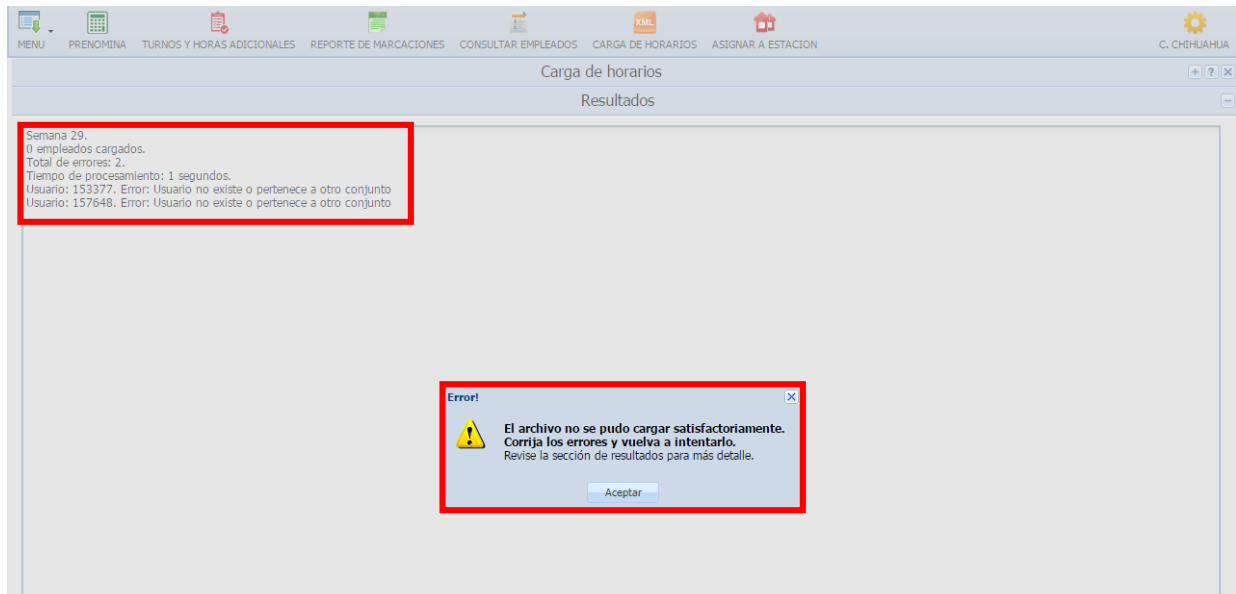 MENU PRENOMINA TURNOS Y HORAS ADICIONALES REPORTE DE MARCACIONES CONSULTAR EMPLEADOS XML CARGA DE HORARIOS ASIGNAR A ESTACION C. CHIHUAHUA
Carga de horarios
Resultados
Semana 29.
0 empleados cargados.
Total de errores: 2.
Tiempo de procesamiento: 1 segundos.
Usuario: 153377. Error: Usuario no existe o pertenece a otro conjunto
Usuario: 157648. Error: Usuario no existe o pertenece a otro conjunto
Error!
El archivo no se pudo cargar satisfactoriamente.
Corrija los errores y vuelva a intentarlo.
Revise la sección de resultados para más detalle.
Aceptar